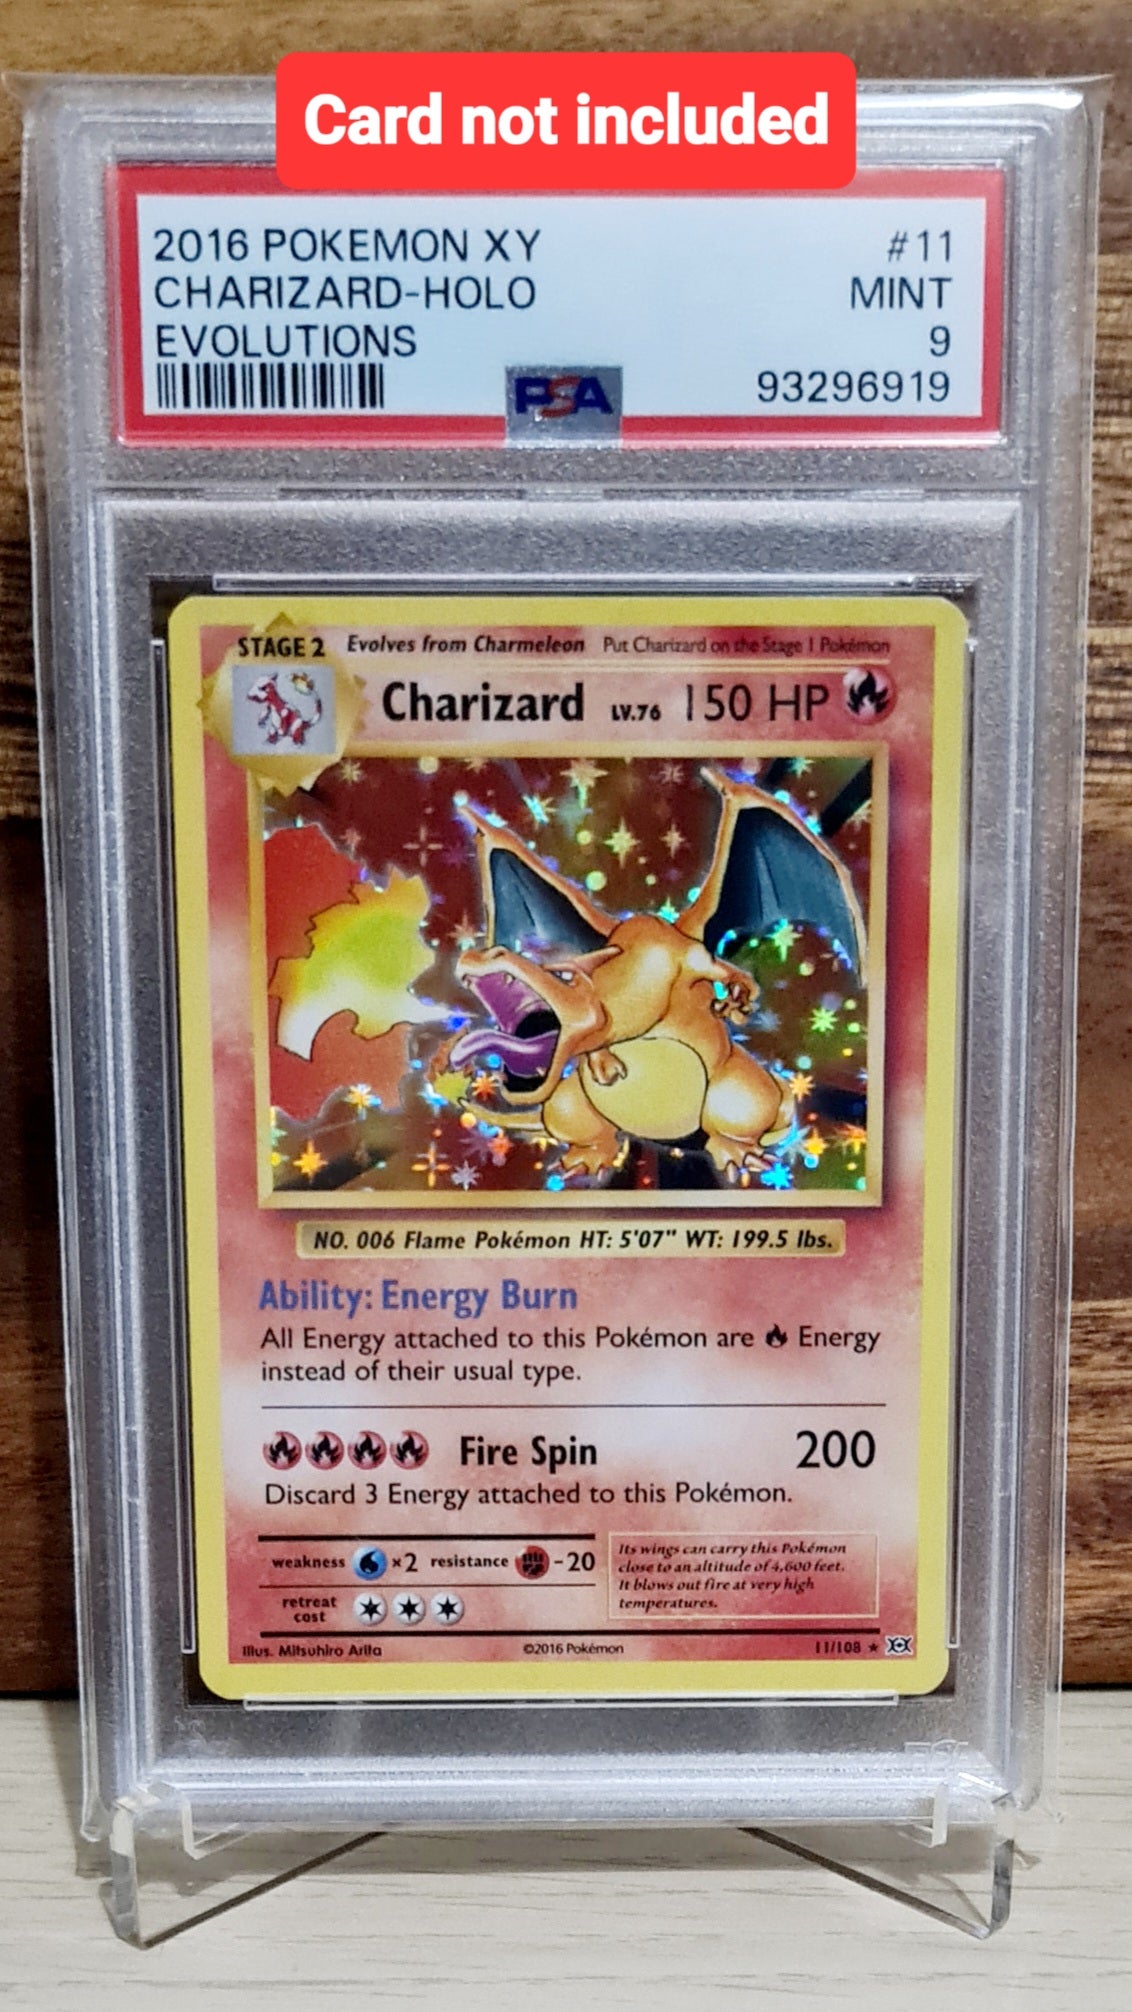 Card not included
2016 POKEMON XY #11
CHARIZARD-HOLO MINT
EVOLUTIONS 9
PSA 93296919
STAGE 2 Evolves from Charmeleon Put Charizard on the Stage 1 Pokémon
Charizard LV.76 150 HP
NO. 006 Flame Pokémon HT: 5'07" WT: 199.5 lbs.
Ability: Energy Burn
All Energy attached to this Pokémon are Energy
instead of their usual type.
Fire Spin 200
Discard 3 Energy attached to this Pokémon.
weakness ×2 resistance -20
retreat
cost
Its wings can carry this Pokémon
close to an altitude of 4,600 feet.
It blows out fire at very high
temperatures.
Illus. Mitsuhiro Arita ©2016 Pokémon 11/108 ★